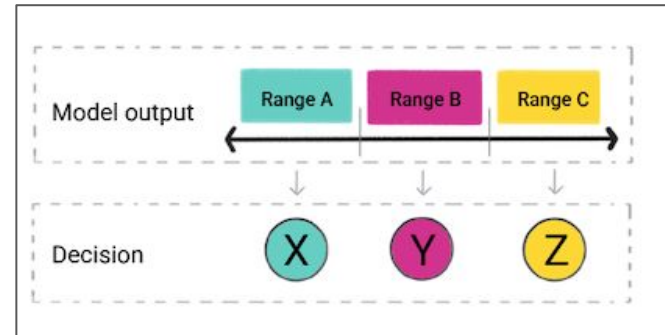 Model output
Range A
Range B
Range C
Decision
X
Y
Z